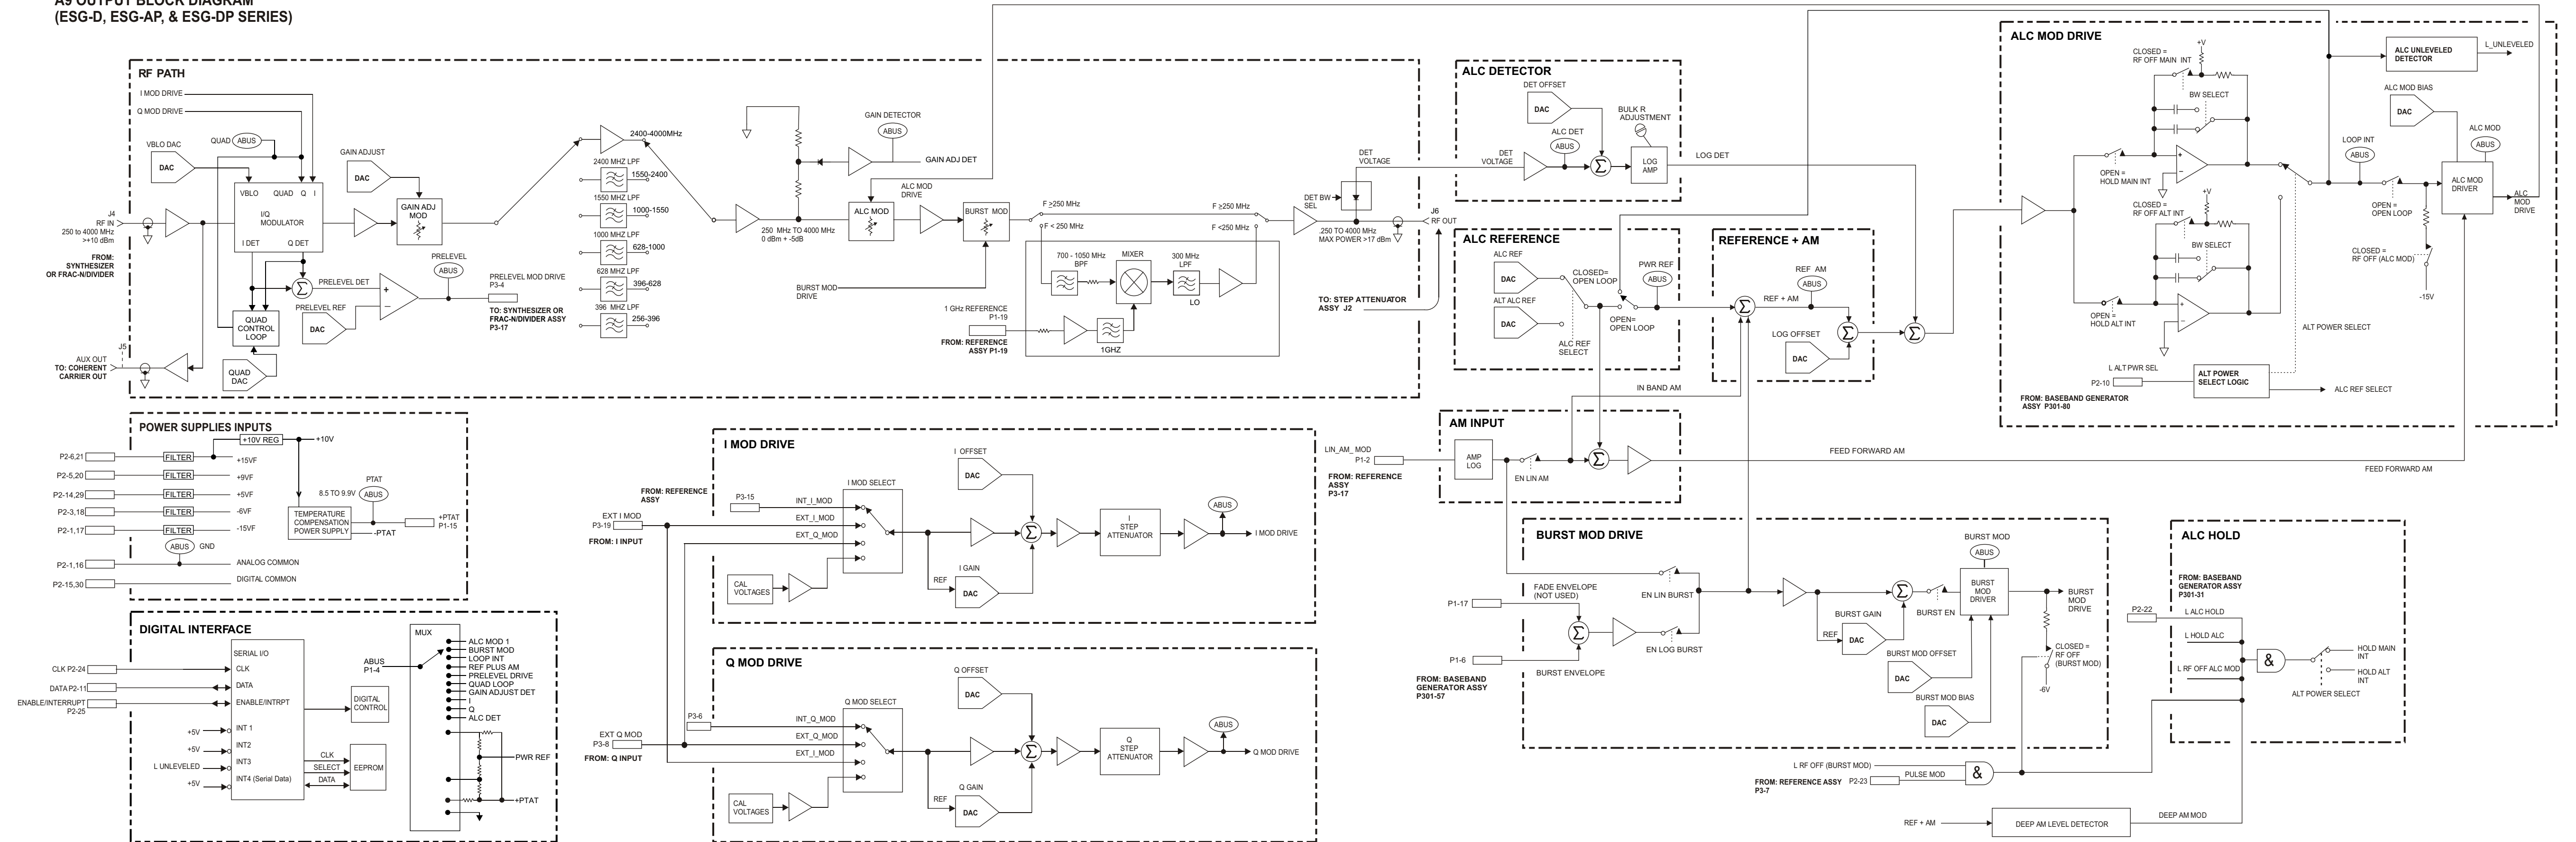 A9 OUTPUT BLOCK DIAGRAM
(ESG-D, ESG-AP, & ESG-DP SERIES)
RF PATH
I MOD DRIVE
Q MOD DRIVE
VBLO DAC
DAC
QUAD
ABUS
VBLO QUAD Q I
I/Q
MODULATOR
I DET Q DET
J4
RF IN
250 to 4000 MHz
>+10 dBm
FROM:
SYNTHESIZER
OR FRAC-N/DIVIDER
J5
AUX OUT
TO: COHERENT
CARRIER OUT
QUAD
CONTROL
LOOP
QUAD
DAC
Σ
PRELEVEL DET
PRELEVEL REF
DAC
+
−
GAIN ADJUST
DAC
GAIN ADJ
MOD
PRELEVEL
ABUS
PRELEVEL MOD DRIVE
P3-4
TO: SYNTHESIZER OR
FRAC-N/DIVIDER ASSY
P3-17
2400-4000MHz
2400 MHZ LPF
1550-2400
1550 MHZ LPF
1000-1550
1000 MHZ LPF
628-1000
628 MHZ LPF
396-628
396 MHZ LPF
256-396
GAIN DETECTOR
ABUS
GAIN ADJ DET
250 MHz TO 4000 MHz
0 dBm + -5dB
ALC MOD
DRIVE
ALC MOD
BURST MOD
BURST MOD
DRIVE
F ≥250 MHz
F < 250 MHz
F ≥250 MHz
F <250 MHz
700 - 1050 MHz
BPF
MIXER
300 MHz
LPF
LO
1 GHz REFERENCE
P1-19
FROM: REFERENCE
ASSY P1-19
1GHZ
DET BW
SEL
DET
VOLTAGE
.250 TO 4000 MHz
MAX POWER >17 dBm
J6
RF OUT
TO: STEP ATTENUATOR
ASSY J2
ALC DETECTOR
DET OFFSET
DAC
DET
VOLTAGE
ALC DET
ABUS
Σ
BULK R
ADJUSTMENT
LOG
AMP
LOG DET
ALC REFERENCE
ALC REF
DAC
ALT ALC REF
DAC
CLOSED=
OPEN LOOP
OPEN=
OPEN LOOP
ALC REF
SELECT
PWR REF
ABUS
REFERENCE + AM
REF AM
ABUS
Σ
REF + AM
LOG OFFSET
DAC
Σ
Σ
IN BAND AM
ALC MOD DRIVE
CLOSED =
RF OFF MAIN INT
+V
BW SELECT
OPEN =
HOLD MAIN INT
+
−
CLOSED =
RF OFF ALT INT
+V
BW SELECT
OPEN =
HOLD ALT INT
+
−
ALC UNLEVELED
DETECTOR
L_UNLEVELED
ALC MOD BIAS
DAC
ALC MOD
ABUS
LOOP INT
ABUS
ALC MOD
DRIVER
ALC
MOD
DRIVE
OPEN =
OPEN LOOP
CLOSED =
RF OFF (ALC MOD)
-15V
ALT POWER SELECT
L ALT PWR SEL
P2-10
ALT POWER
SELECT LOGIC
ALC REF SELECT
FROM: BASEBAND GENERATOR
ASSY P301-80
POWER SUPPLIES INPUTS
+10V REG
+10V
P2-6,21
FILTER
+15VF
P2-5,20
FILTER
+9VF
P2-14,29
FILTER
+5VF
P2-3,18
FILTER
-6VF
P2-1,17
FILTER
-15VF
ABUS
GND
P2-1,16
ANALOG COMMON
P2-15,30
DIGITAL COMMON
8.5 TO 9.9V
PTAT
ABUS
TEMPERATURE
COMPENSATION
POWER SUPPLY
+PTAT
P1-15
-PTAT
DIGITAL INTERFACE
SERIAL I/O
CLK P2-24
CLK
DATA P2-11
DATA
ENABLE/INTERRUPT
P2-25
ENABLE/INTRPT
+5V
INT 1
+5V
INT2
L UNLEVELED
INT3
+5V
INT4 (Serial Data)
DIGITAL
CONTROL
CLK
SELECT
DATA
EEPROM
ABUS
P1-4
MUX
ALC MOD 1
BURST MOD
LOOP INT
REF PLUS AM
PRELEVEL DRIVE
QUAD LOOP
GAIN ADJUST DET
I
Q
ALC DET
PWR REF
+PTAT
I MOD DRIVE
FROM: REFERENCE
ASSY
P3-15
EXT I MOD
P3-19
FROM: I INPUT
INT_I_MOD
EXT_I_MOD
EXT_Q_MOD
I MOD SELECT
CAL
VOLTAGES
I OFFSET
DAC
Σ
I GAIN
REF
DAC
I
STEP
ATTENUATOR
ABUS
I MOD DRIVE
Q MOD DRIVE
P3-6
EXT Q MOD
P3-8
FROM: Q INPUT
INT_Q_MOD
EXT_Q_MOD
EXT_I_MOD
Q MOD SELECT
CAL
VOLTAGES
Q OFFSET
DAC
Σ
Q GAIN
REF
DAC
Q
STEP
ATTENUATOR
ABUS
Q MOD DRIVE
AM INPUT
LIN_AM_ MOD
P1-2
FROM: REFERENCE
ASSY
P3-17
AMP
LOG
EN LIN AM
Σ
FEED FORWARD AM
FEED FORWARD AM
BURST MOD DRIVE
FADE ENVELOPE
(NOT USED)
P1-17
P1-6
FROM: BASEBAND
GENERATOR ASSY
P301-57
Σ
BURST ENVELOPE
EN LIN BURST
EN LOG BURST
BURST GAIN
REF
DAC
Σ
BURST EN
BURST MOD
ABUS
BURST
MOD
DRIVER
BURST MOD OFFSET
DAC
BURST MOD BIAS
DAC
BURST
MOD
DRIVE
CLOSED =
RF OFF
(BURST MOD)
-6V
ALC HOLD
FROM: BASEBAND
GENERATOR ASSY
P301-31
P2-22
L ALC HOLD
L HOLD ALC
L RF OFF ALC MOD
&
HOLD MAIN
INT
HOLD ALT
INT
ALT POWER SELECT
L RF OFF (BURST MOD)
FROM: REFERENCE ASSY
P3-7
P2-23
PULSE MOD
&
REF + AM
DEEP AM LEVEL DETECTOR
DEEP AM MOD